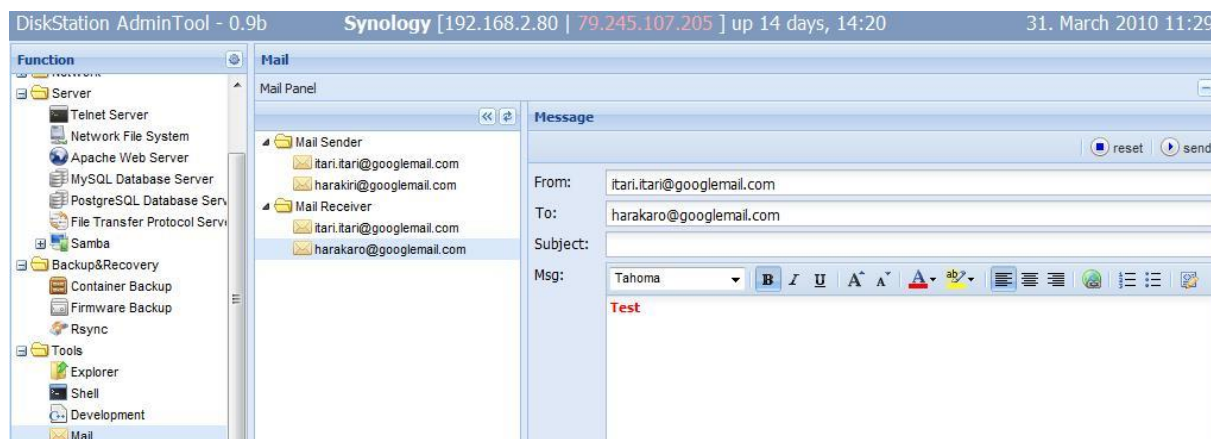 DiskStation AdminTool - 0.9b Synology [192.168.2.80 | 79.245.107.205 ] up 14 days, 14:20 31. March 2010 11:29
Function
Server
Telnet Server
Network File System
Apache Web Server
MySQL Database Server
PostgreSQL Database Serv
File Transfer Protocol Serve
Samba
Backup&Recovery
Container Backup
Firmware Backup
Rsync
Tools
Explorer
Shell
Development
Mail
Mail
Mail Panel
Mail Sender
itari.itari@googlemail.com
harakiri@googlemail.com
Mail Receiver
itari.itari@googlemail.com
harakaro@googlemail.com
Message
reset send
From: itari.itari@googlemail.com
To: harakaro@googlemail.com
Subject:
Msg: Tahoma B I U A A A ab
Test